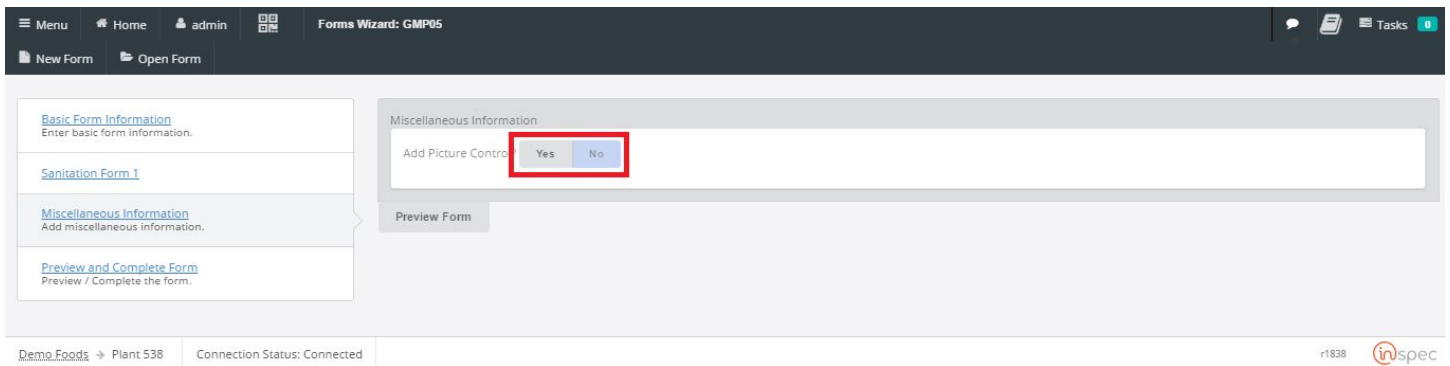 Menu Home admin Forms Wizard: GMP05 Tasks 0
New Form Open Form
Basic Form Information
Enter basic form information.
Sanitation Form 1
Miscellaneous Information
Add miscellaneous information.
Preview and Complete Form
Preview / Complete the form.
Miscellaneous Information
Add Picture Control? Yes No
Preview Form
Demo Foods → Plant 538 Connection Status: Connected r1838 inspec